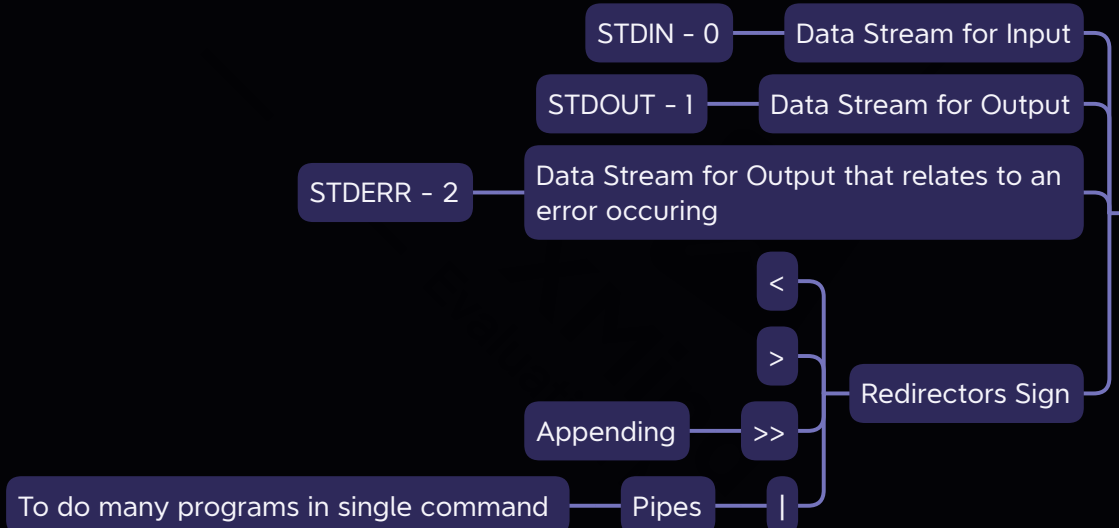 STDIN - 0
Data Stream for Input
STDOUT - 1
Data Stream for Output
STDERR - 2
Data Stream for Output that relates to an
error occuring
<
>
Redirectors Sign
Appending
>>
To do many programs in single command
Pipes
|